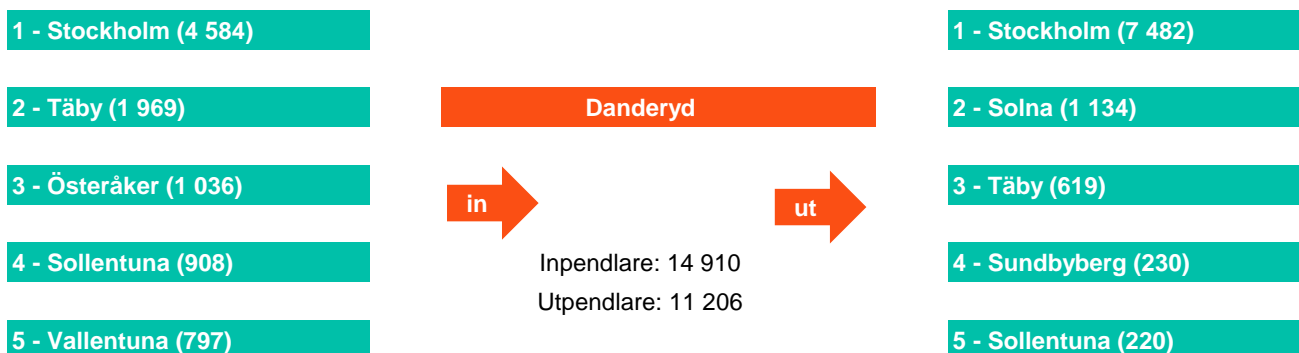 1 - Stockholm (4 584)
2 - Täby (1 969)
3 - Österåker (1 036)
4 - Sollentuna (908)
5 - Vallentuna (797)
Danderyd
in
ut
Inpendlare: 14 910
Utpendlare: 11 206
1 - Stockholm (7 482)
2 - Solna (1 134)
3 - Täby (619)
4 - Sundbyberg (230)
5 - Sollentuna (220)